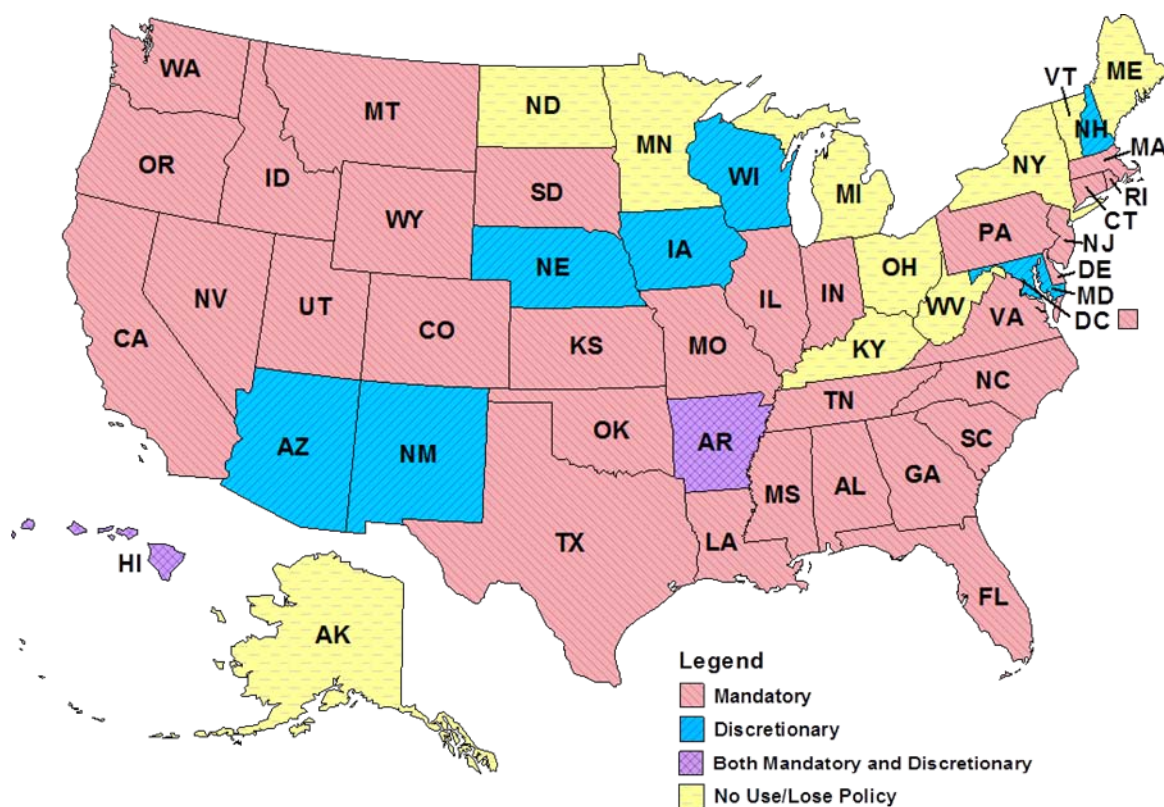 WA
MT
ND
MN
VT
ME
NH
OR
ID
SD
WI
NY
MA
WY
MI
RI
CT
NE
IA
PA
NJ
NV
UT
CO
IL
IN
OH
DE
CA
KS
MO
WV
VA
MD
DC
KY
AZ
NM
OK
AR
TN
NC
SC
MS
AL
GA
TX
LA
HI
FL
AK
Legend
Mandatory
Discretionary
Both Mandatory and Discretionary
No Use/Lose Policy